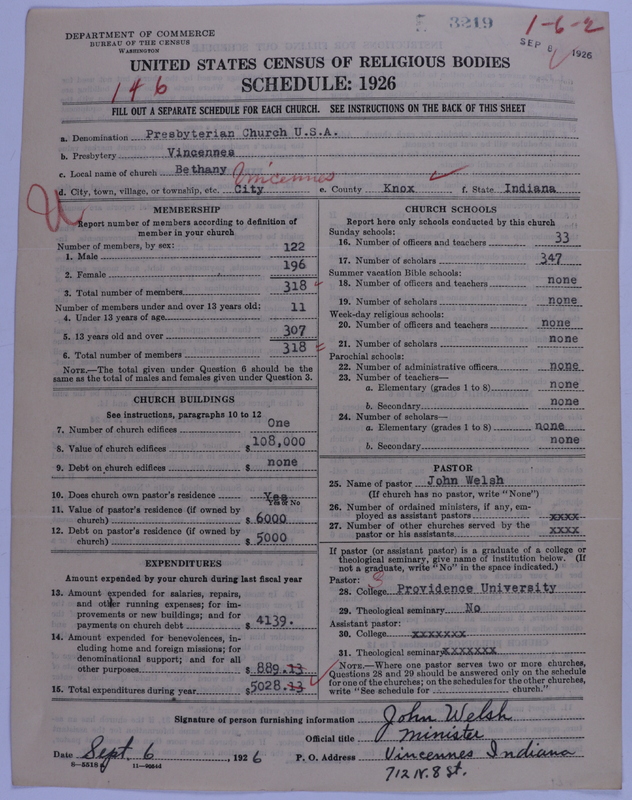 DEPARTMENT OF COMMERCE
BUREAU OF THE CENSUS
WASHINGTON
3219
1-6-2
SEP 8 1926
UNITED STATES CENSUS OF RELIGIOUS BODIES
SCHEDULE: 1926
146
FILL OUT A SEPARATE SCHEDULE FOR EACH CHURCH. SEE INSTRUCTIONS ON THE BACK OF THIS SHEET
a. Denomination Presbyterian Church U.S.A.
b. Presbytery Vincennes
c. Local name of church Bethany
Vincennes
d. City, town, village, or township, etc. City e. County Knox f. State Indiana
MEMBERSHIP
Report number of members according to definition of
member in your church
Number of members, by sex:
1. Male 122
2. Female 196
3. Total number of members 318
Number of members under and over 13 years old:
4. Under 13 years of age 11
5. 13 years old and over 307
6. Total number of members 318
NOTE.—The total given under Question 6 should be the
same as the total of males and females given under Question 3.
CHURCH BUILDINGS
See instructions, paragraphs 10 to 12
7. Number of church edifices One
8. Value of church edifices $108,000
9. Debt on church edifices $ none
10. Does church own pastor's residence Yes
Yes or No
11. Value of pastor's residence (if owned by
church) $ 6000
12. Debt on pastor's residence (if owned by
church) $ 5000
EXPENDITURES
Amount expended by your church during last fiscal year
13. Amount expended for salaries, repairs,
and other running expenses; for im-
provements or new buildings; and for
payments on church debt $ 4139.
14. Amount expended for benevolences, in-
cluding home and foreign missions; for
denominational support; and for all
other purposes $ 889.13
15. Total expenditures during year $5028.13
CHURCH SCHOOLS
Report here only schools conducted by this church
Sunday schools:
16. Number of officers and teachers 33
17. Number of scholars 347
Summer vacation Bible schools:
18. Number of officers and teachers none
19. Number of scholars none
Week-day religious schools:
20. Number of officers and teachers none
21. Number of scholars none
Parochial schools:
22. Number of administrative officers none
23. Number of teachers—
a. Elementary (grades 1 to 8) none
b. Secondary none
24. Number of scholars—
a. Elementary (grades 1 to 8) none
b. Secondary none
PASTOR
25. Name of pastor John Welsh
(If church has no pastor, write "None")
26. Number of ordained ministers, if any, em-
ployed as assistant pastors xxxx
27. Number of other churches served by the
pastor or his assistants xxxx
If pastor (or assistant pastor) is a graduate of a college or
theological seminary, give name of institution below. (If
not a graduate, write "No" in the space indicated.)
Pastor:
28. College Providence University
29. Theological seminary No
Assistant pastor:
30. College xxxxxxx
31. Theological seminary xxxxxxx
NOTE.—Where one pastor serves two or more churches,
Questions 28 and 29 should be answered only on the schedule
for one of the churches; on the schedules for the other churches,
write "See schedule for church."
Signature of person furnishing information John Welsh
Official title Minister
Date Sept. 6, 1926 P. O. Address Vincennes Indiana
712 N. 8 St.